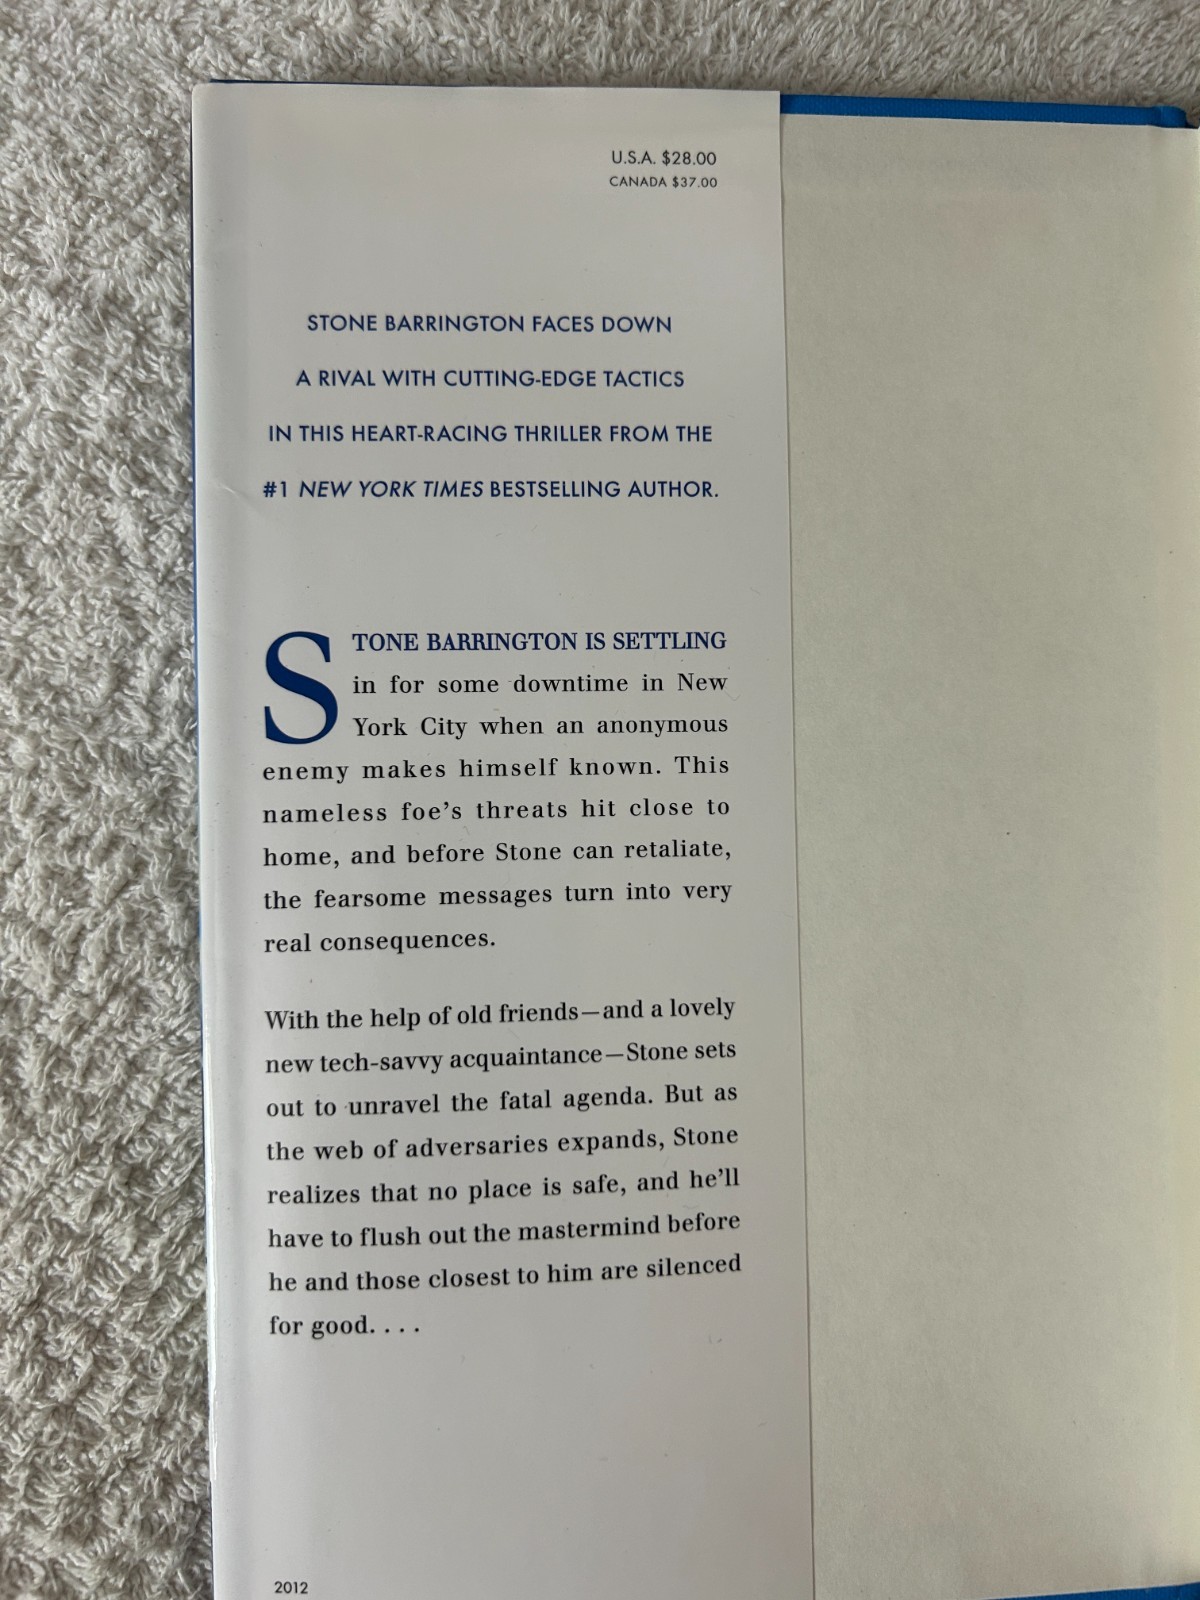 U.S.A. $28.00
CANADA $37.00
STONE BARRINGTON FACES DOWN
A RIVAL WITH CUTTING-EDGE TACTICS
IN THIS HEART-RACING THRILLER FROM THE
#1 NEW YORK TIMES BESTSELLING AUTHOR.
STONE BARRINGTON IS SETTLING
in for some downtime in New
York City when an anonymous
enemy makes himself known. This
nameless foe's threats hit close to
home, and before Stone can retaliate,
the fearsome messages turn into very
real consequences.
With the help of old friends—and a lovely
new tech-savvy acquaintance—Stone sets
out to unravel the fatal agenda. But as
the web of adversaries expands, Stone
realizes that no place is safe, and he'll
have to flush out the mastermind before
he and those closest to him are silenced
for good. . . .
2012